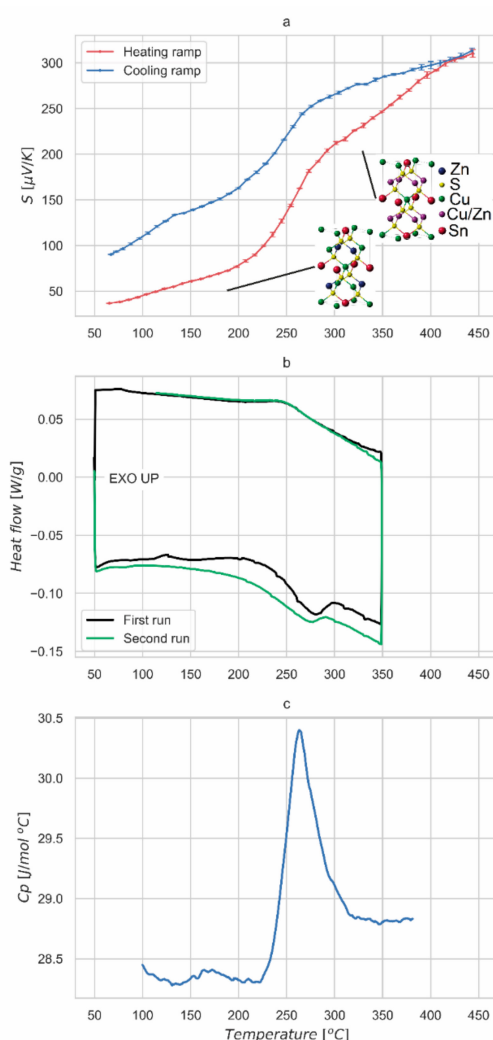 a
Heating ramp
Cooling ramp
S [μV/K]
300
250
200
150
100
50
Zn
S
Cu
Cu/Zn
Sn
50 100 150 200 250 300 350 400 450
b
Heat flow [W/g]
0.05
0.00
−0.05
−0.10
−0.15
EXO UP
First run
Second run
50 100 150 200 250 300 350 400 450
c
Cp [J/mol °C]
30.5
30.0
29.5
29.0
28.5
50 100 150 200 250 300 350 400 450
Temperature [°C]